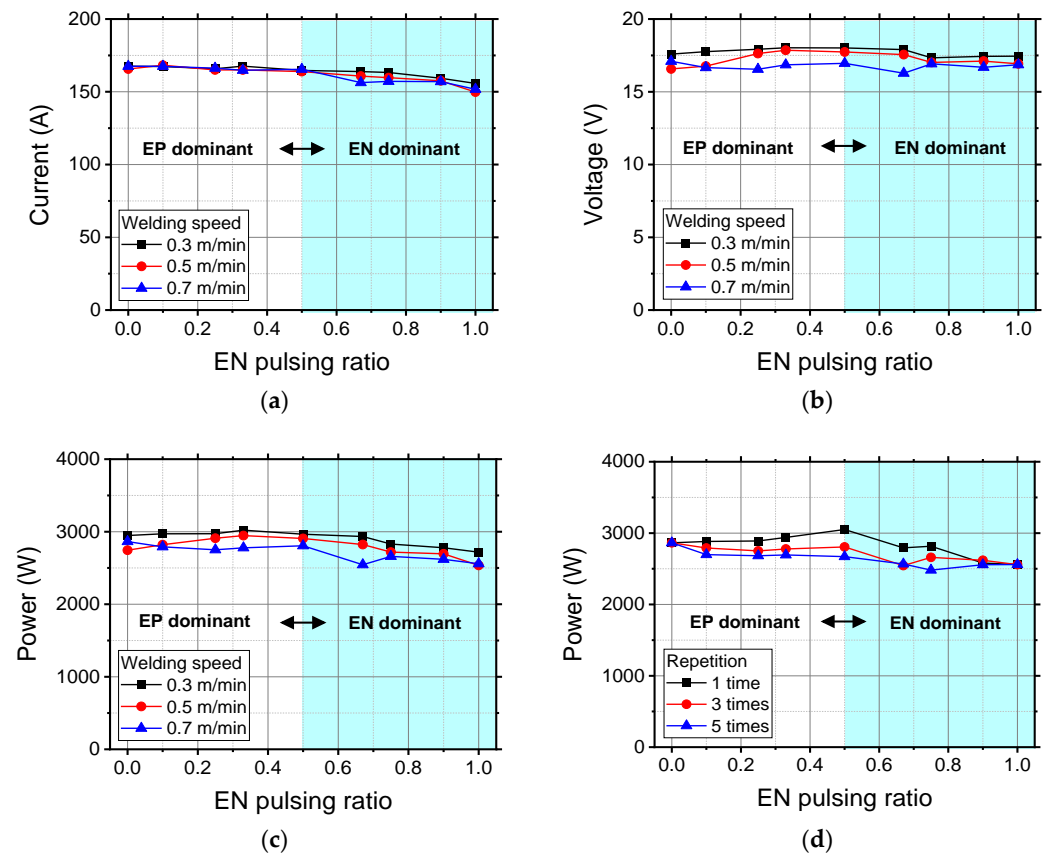 200
150
100
50
0
Current (A)
EP dominant
EN dominant
Welding speed
0.3 m/min
0.5 m/min
0.7 m/min
0.0 0.2 0.4 0.6 0.8 1.0
EN pulsing ratio
(a)
20
15
10
5
0
Voltage (V)
EP dominant
EN dominant
Welding speed
0.3 m/min
0.5 m/min
0.7 m/min
0.0 0.2 0.4 0.6 0.8 1.0
EN pulsing ratio
(b)
4000
3000
2000
1000
0
Power (W)
EP dominant
EN dominant
Welding speed
0.3 m/min
0.5 m/min
0.7 m/min
0.0 0.2 0.4 0.6 0.8 1.0
EN pulsing ratio
(c)
4000
3000
2000
1000
0
Power (W)
EP dominant
EN dominant
Repetition
1 time
3 times
5 times
0.0 0.2 0.4 0.6 0.8 1.0
EN pulsing ratio
(d)